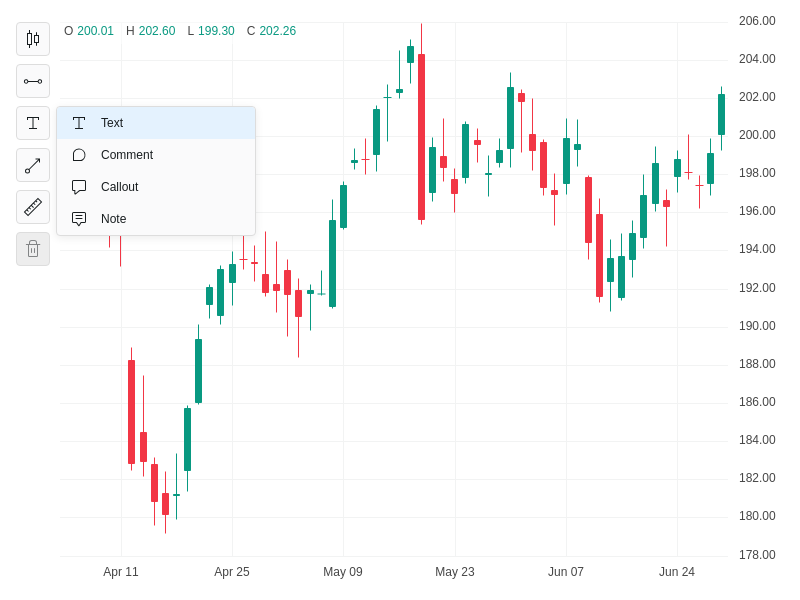 O 200.01 H 202.60 L 199.30 C 202.26
206.00
204.00
202.00
200.00
198.00
196.00
194.00
192.00
190.00
188.00
186.00
184.00
182.00
180.00
178.00
Text
Comment
Callout
Note
Apr 11 Apr 25 May 09 May 23 Jun 07 Jun 24